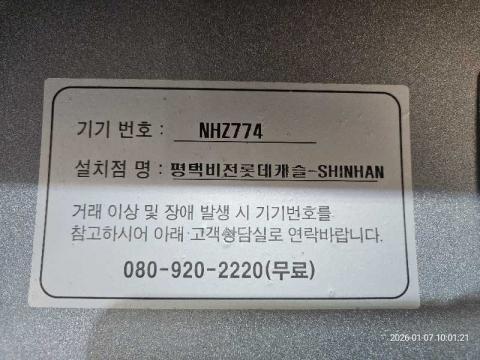 기기 번호 : NHZ774
설치점 명 : 평택비전롯데캐슬-SHINHAN
거래 이상 및 장애 발생 시 기기번호를
참고하시어 아래 고객상담실로 연락바랍니다.
080-920-2220(무료)
2026-01-07 10:01:21